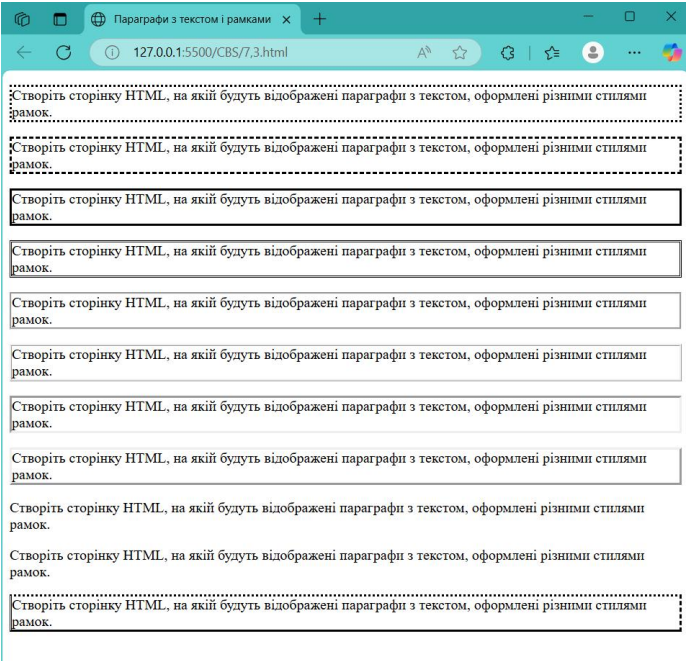 Параграфи з текстом і рамками
127.0.0.1:5500/CBS/7,3.html
Створіть сторінку HTML, на якій будуть відображені параграфи з текстом, оформлені різними стилями
рамок.
Створіть сторінку HTML, на якій будуть відображені параграфи з текстом, оформлені різними стилями
рамок.
Створіть сторінку HTML, на якій будуть відображені параграфи з текстом, оформлені різними стилями
рамок.
Створіть сторінку HTML, на якій будуть відображені параграфи з текстом, оформлені різними стилями
рамок.
Створіть сторінку HTML, на якій будуть відображені параграфи з текстом, оформлені різними стилями
рамок.
Створіть сторінку HTML, на якій будуть відображені параграфи з текстом, оформлені різними стилями
рамок.
Створіть сторінку HTML, на якій будуть відображені параграфи з текстом, оформлені різними стилями
рамок.
Створіть сторінку HTML, на якій будуть відображені параграфи з текстом, оформлені різними стилями
рамок.
Створіть сторінку HTML, на якій будуть відображені параграфи з текстом, оформлені різними стилями
рамок.
Створіть сторінку HTML, на якій будуть відображені параграфи з текстом, оформлені різними стилями
рамок.
Створіть сторінку HTML, на якій будуть відображені параграфи з текстом, оформлені різними стилями
рамок.